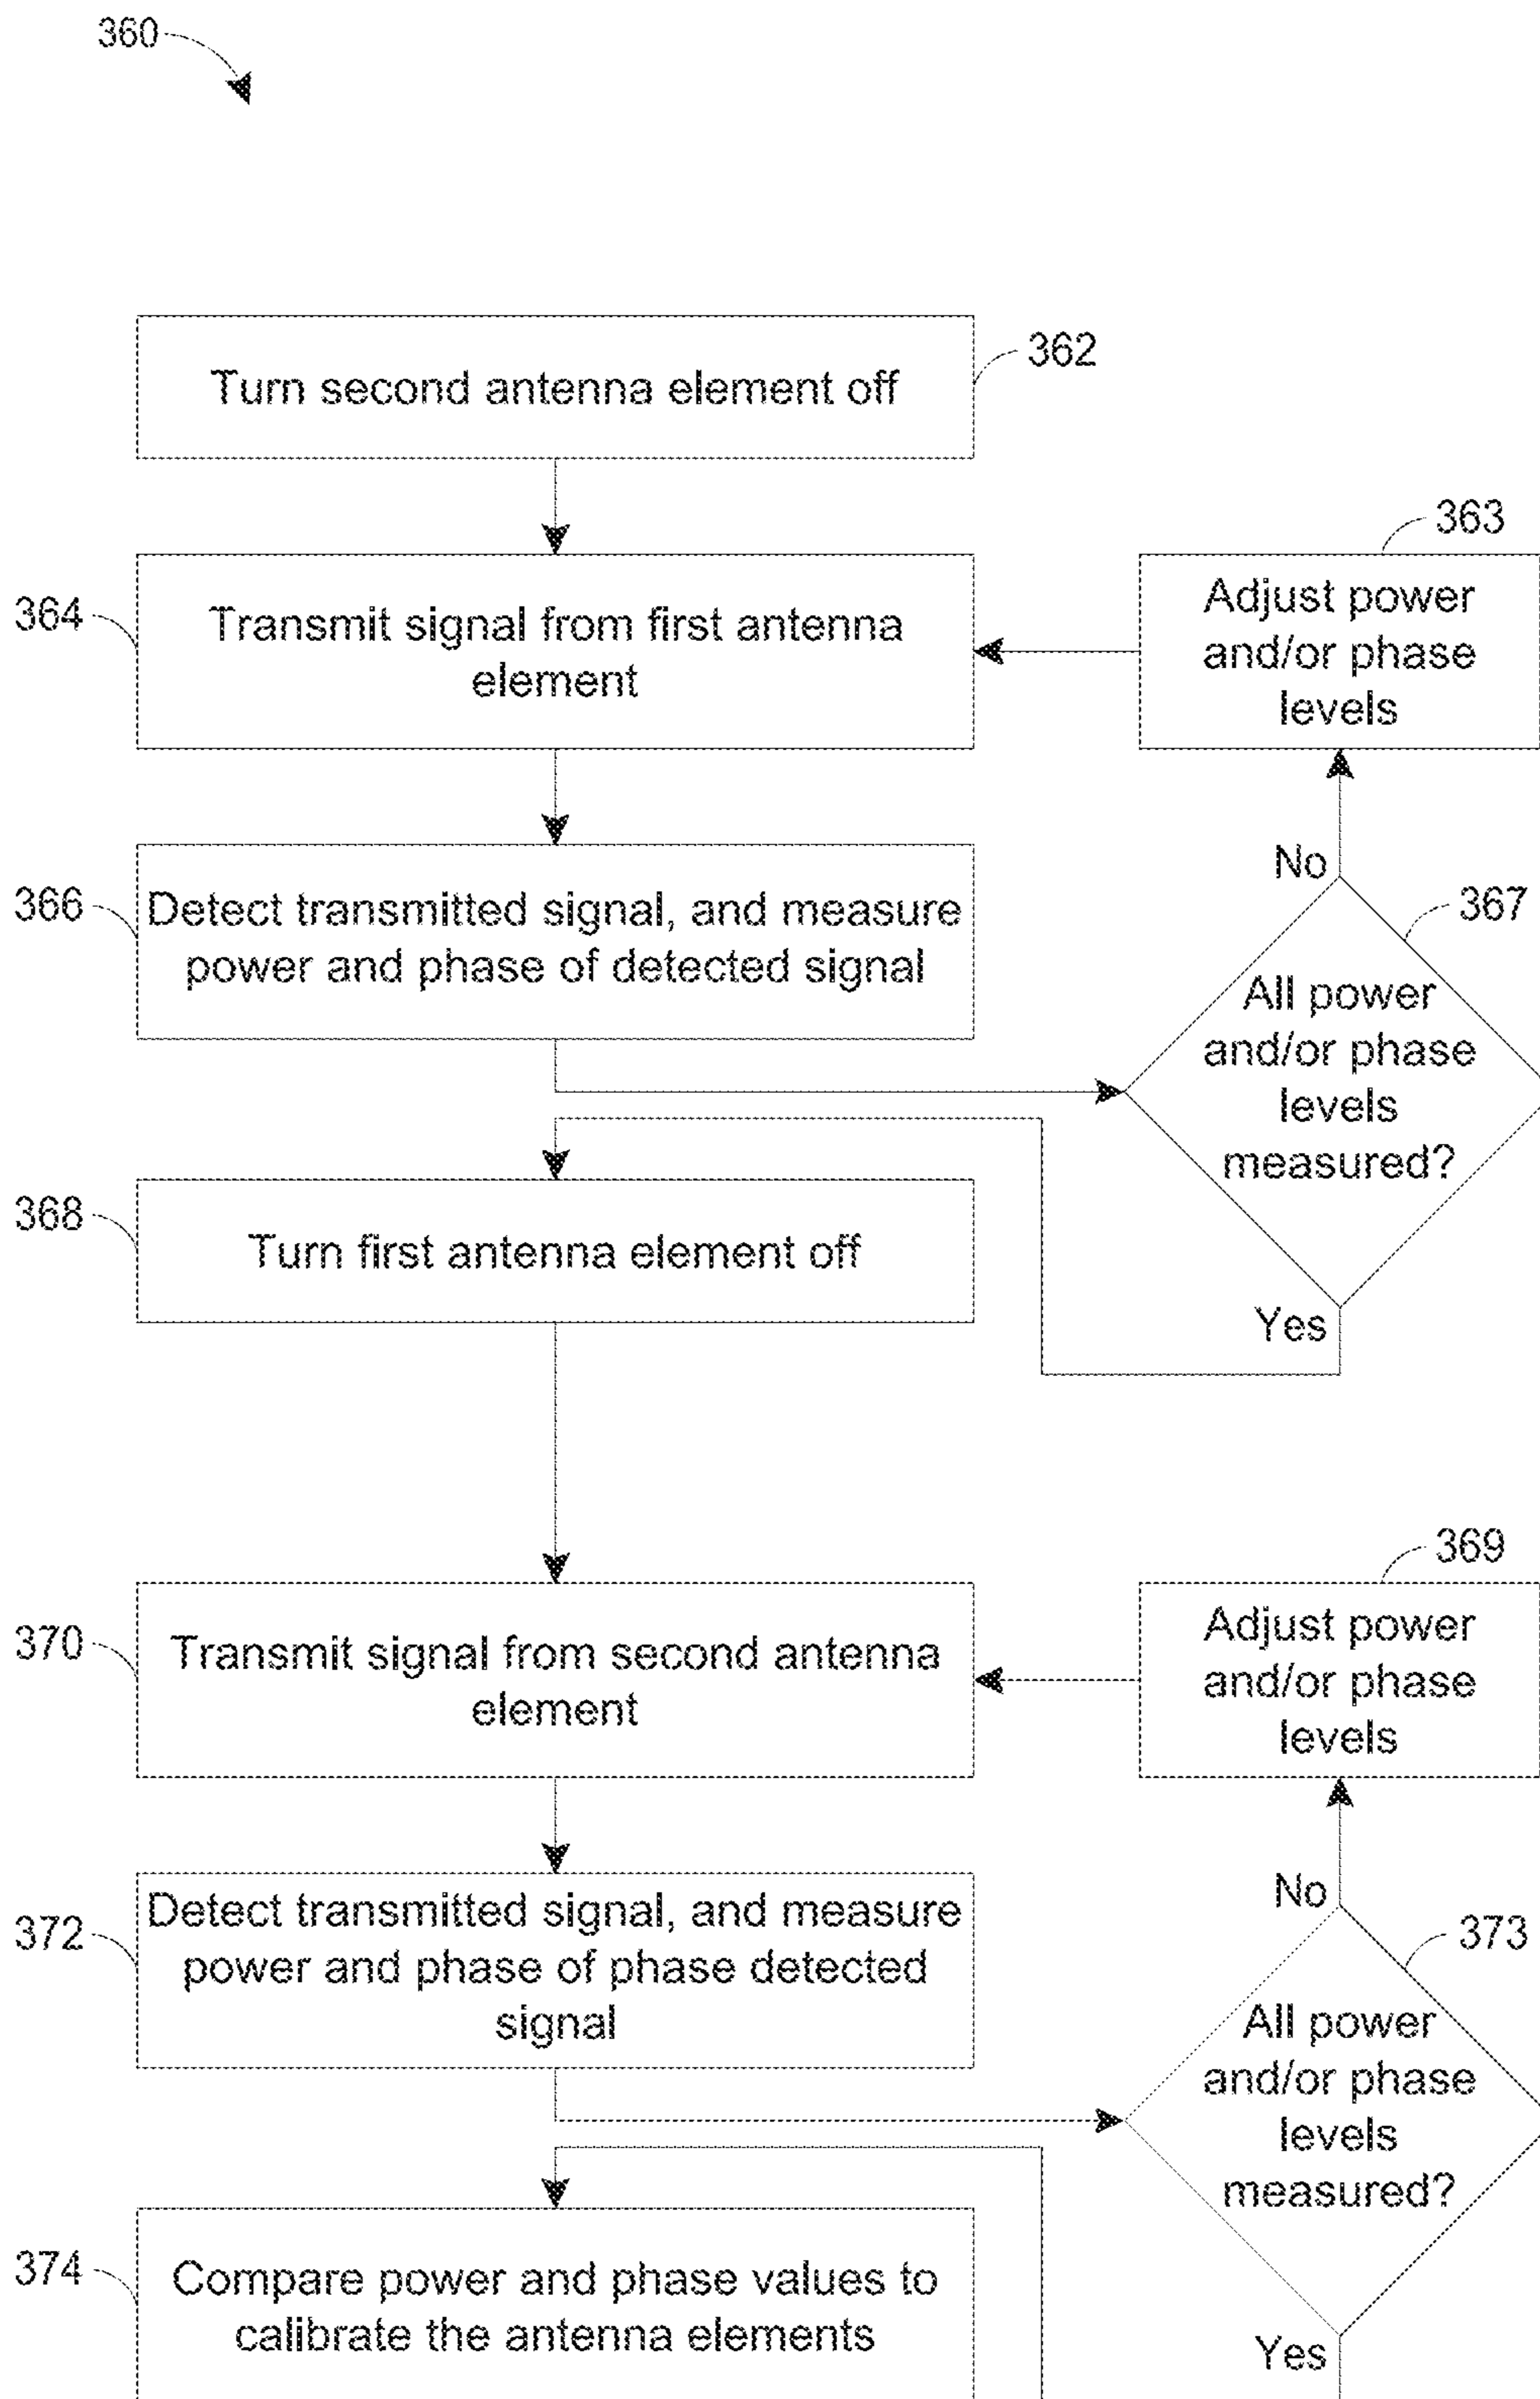 360
Turn second antenna element off
362
363
364
Transmit signal from first antenna
element
Adjust power
and/or phase
levels
366
Detect transmitted signal, and measure
power and phase of detected signal
No
367
All power
and/or phase
levels
measured?
368
Turn first antenna element off
Yes
369
370
Transmit signal from second antenna
element
Adjust power
and/or phase
levels
372
Detect transmitted signal, and measure
power and phase of phase detected
signal
No
373
All power
and/or phase
levels
measured?
374
Compare power and phase values to
calibrate the antenna elements
Yes